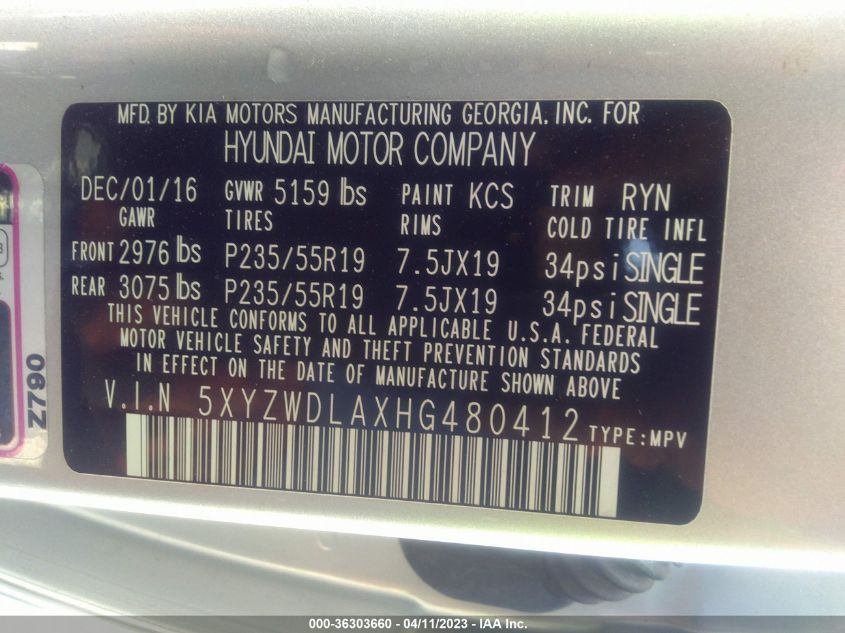 MFD. BY KIA MOTORS MANUFACTURING GEORGIA. INC. FOR
HYUNDAI MOTOR COMPANY
DEC/01/16 GVWR 5159 lbs PAINT KCS TRIM RYN
GAWR TIRES RIMS COLD TIRE INFL
FRONT 2976 lbs P235/55R19 7.5JX19 34psi SINGLE
REAR 3075 lbs P235/55R19 7.5JX19 34psi SINGLE
THIS VEHICLE CONFORMS TO ALL APPLICABLE U.S.A. FEDERAL
MOTOR VEHICLE SAFETY AND THEFT PREVENTION STANDARDS
IN EFFECT ON THE DATE OF MANUFACTURE SHOWN ABOVE
V.I.N 5XYZWDLAXHG480412 TYPE:MPV
Z790
000-36303660 - 04/11/2023 - IAAI Inc.